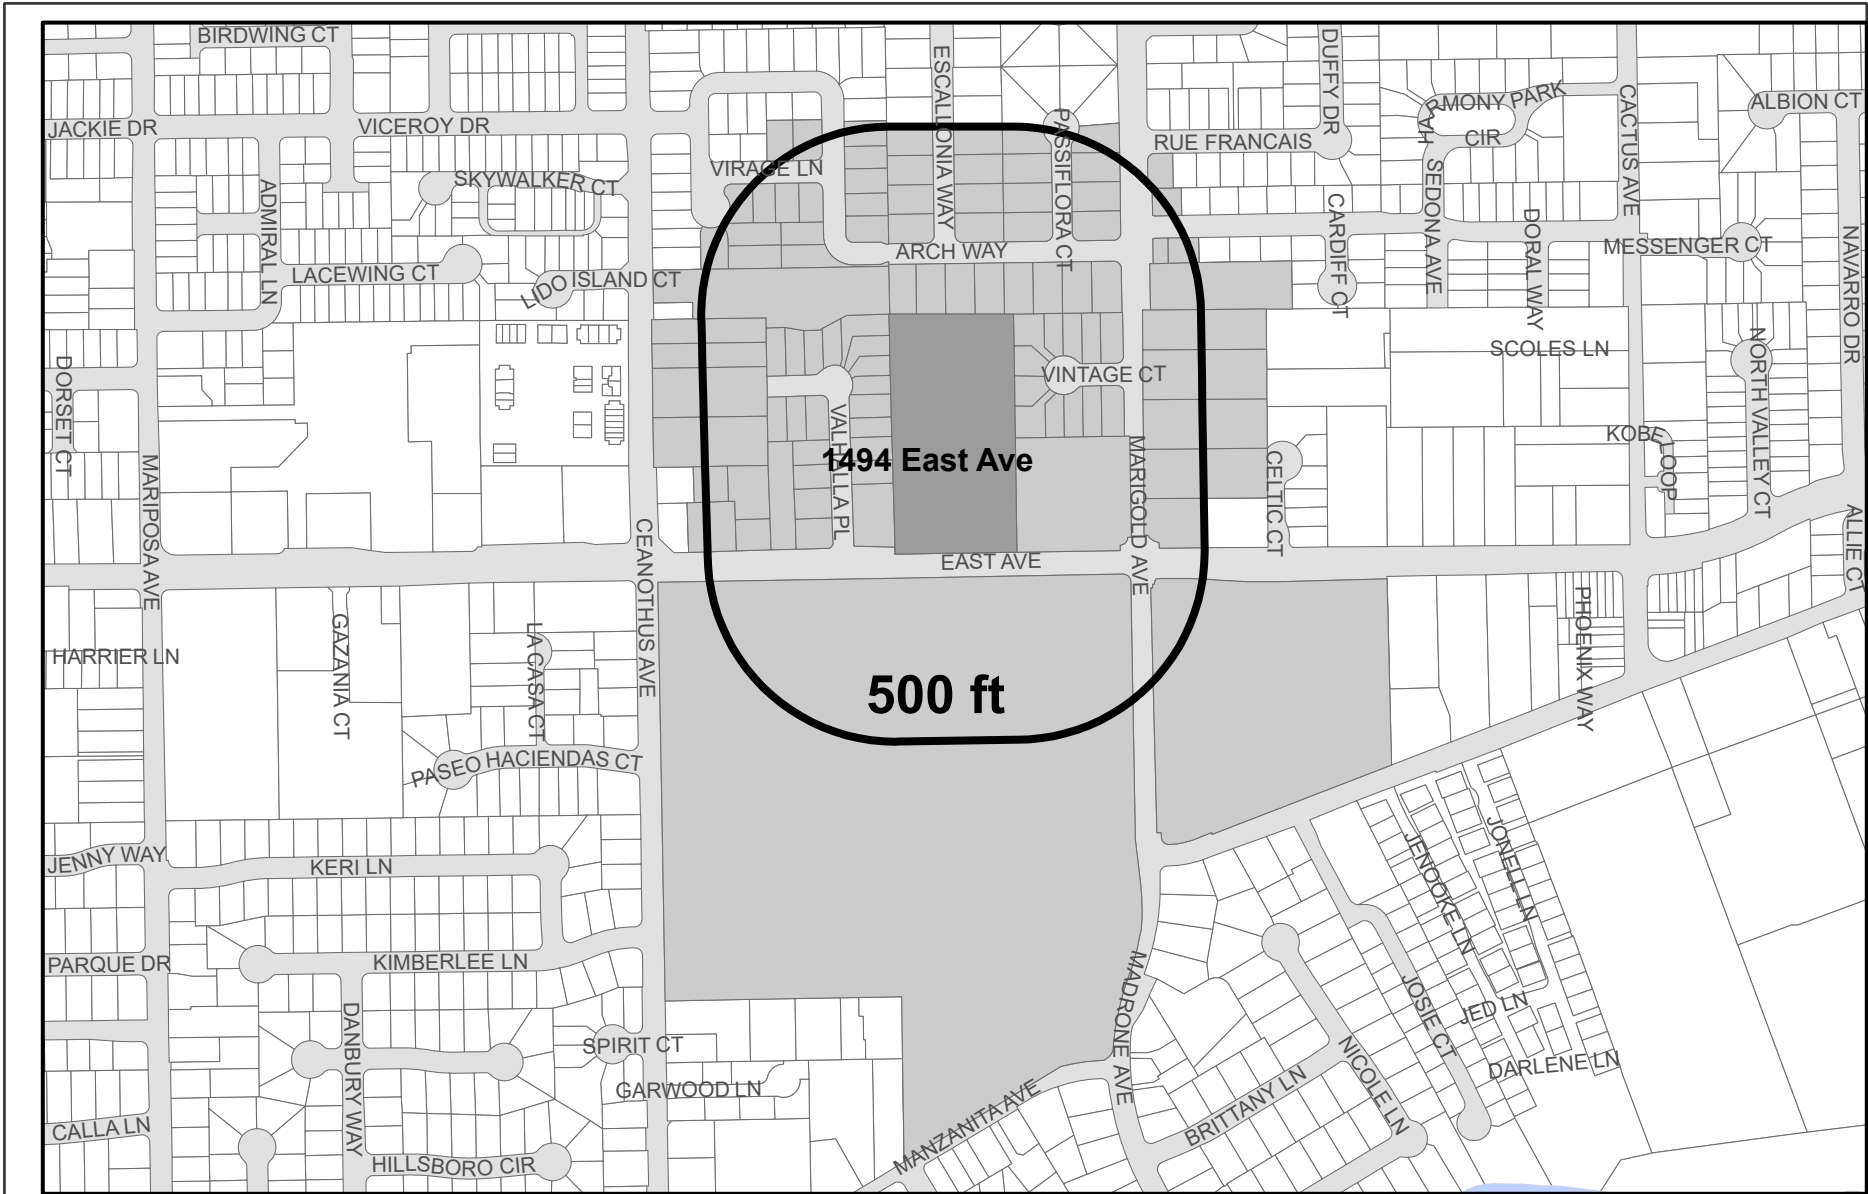 BIRDWING CT
ESCALLONIA WAY
DUFFY DR
HARMONY PARK
CIR
CACTUS AVE
ALBION CT
JACKIE DR
VICEROY DR
PASSIFLORA CT
RUE FRANCAIS
VIRAGE LN
SKYWALKER CT
ADMIRAL LN
SEDONA AVE
CARDIFF CT
DORAL WAY
MESSENGER CT
NAVARRO DR
ARCH WAY
LACEWING CT
LIDO ISLAND CT
SCOLES LN
NORTH VALLEY CT
DORSET CT
VINTAGE CT
VALHALLA PL
1494 East Ave
MARIGOLD AVE
CELTIC CT
KOBE LOOP
MARIPOSA AVE
CEANOTHUS AVE
EAST AVE
ALLIE CT
GAZANIA CT
LA CASA CT
PHOENIX WAY
HARRIER LN
500 ft
PASEO HACIENDAS CT
JENNY WAY
KERI LN
JENOOKE LN
JONELL LN
PARQUE DR
KIMBERLEE LN
MADRONE AVE
JOSIE CT
JED LN
DANBURY WAY
SPIRIT CT
NICOLE LN
DARLENE LN
GARWOOD LN
MANZANITA AVE
BRITTANY LN
CALLA LN
HILLSBORO CIR